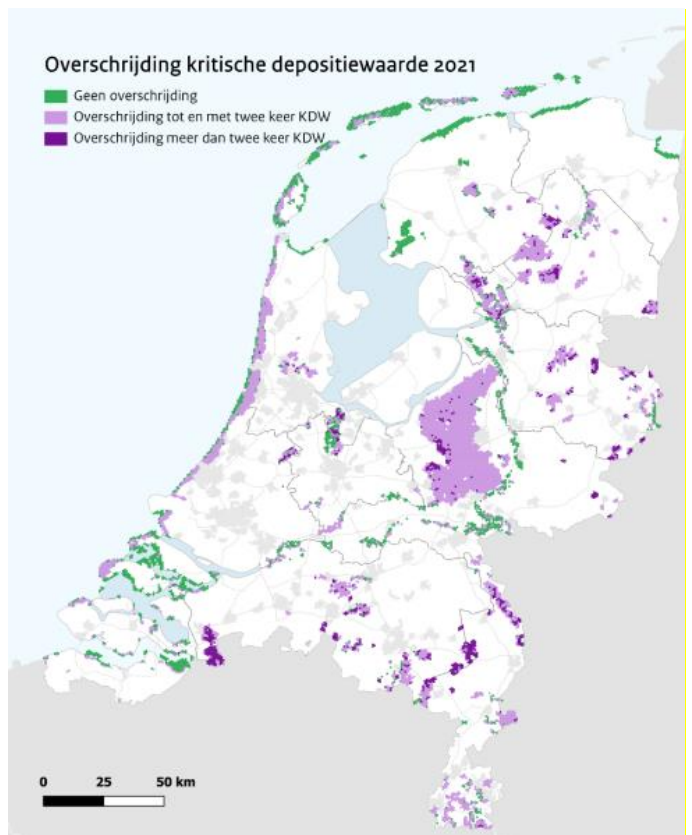 Overschrijding kritische depositiewaarde 2021
Geen overschrijding
Overschrijding tot en met twee keer KDW
Overschrijding meer dan twee keer KDW
0 25 50 km